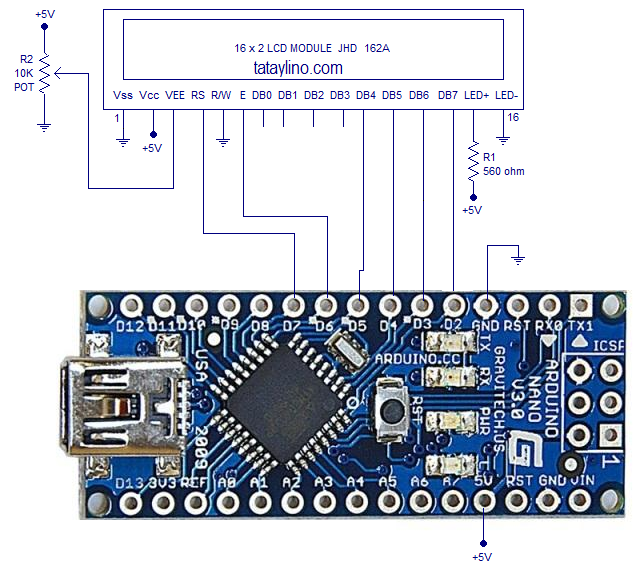 +5V
R2
10K
POT
16 x 2 LCD MODULE JHD 162A
tataylino.com
Vss Vcc VEE RS R/W E DB0 DB1 DB2 DB3 DB4 DB5 DB6 DB7 LED+ LED-
1
16
+5V
R1
560 ohm
+5V
D12 D11 D10 D9 D8 D7 D6 D5 D4 D3 D2 GND RST RX0 TX1
TX
RX
PWR
L
ARDUINO.CC
GRAVITECH.US
ARDUINO
NANO
V3.0
ICSP
1
RST
USA
2009
G
D13 3V3 REF A0 A1 A2 A3 A4 A5 A6 A7 5V RST GND VIN
+5V